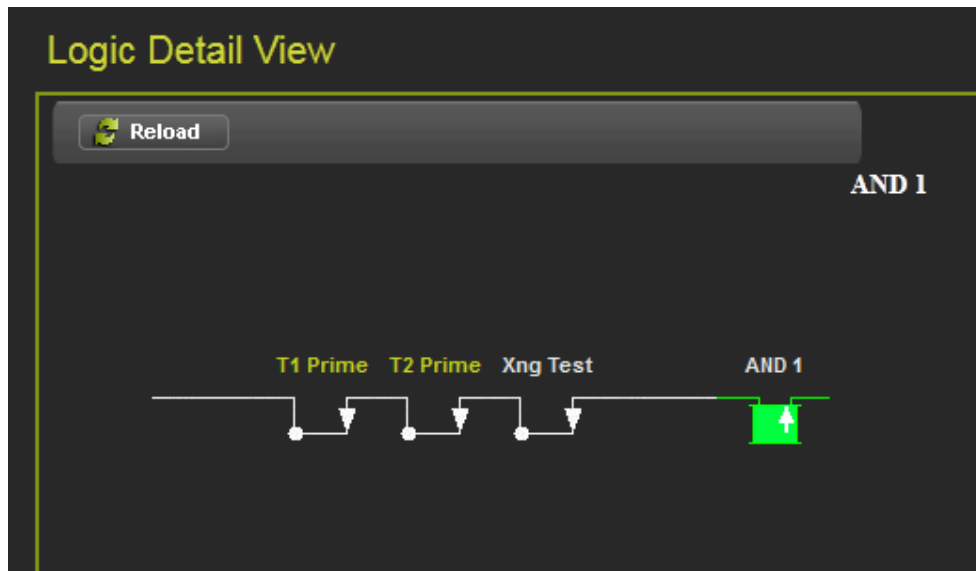 Logic Detail View
Reload
AND 1
T1 Prime T2 Prime Xng Test AND 1